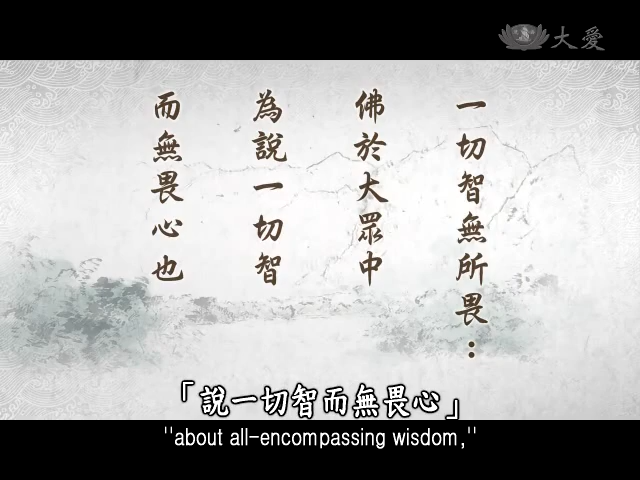 大愛
一切智無所畏：
佛於大眾中
為說一切智
而無畏心也
「說一切智而無畏心」
''about all-encompassing wisdom,''